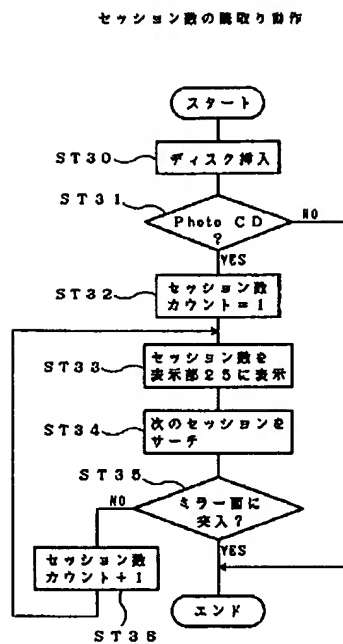 セッション数の読取り動作
スタート
ST30
ディスク挿入
ST31
Photo CD
?
NO
YES
ST32
セッション数
カウント=1
ST33
セッション数を
表示部25に表示
ST34
次のセッションを
サーチ
ST35
ミラー面に
突入?
NO
YES
セッション数
カウント+1
ST36
エンド